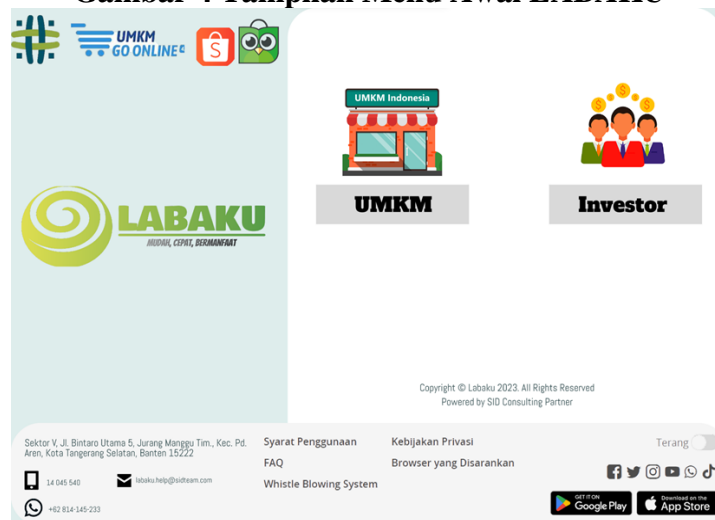 Gambar 4 Tampilan Menu Awal LABAKU
UMKM
GO ONLINE
UMKM Indonesia
UMKM
Investor
LABAKU
MUDAH, CEPAT, BERMANFAAT
Copyright © Labaku 2023. All Rights Reserved
Powered by SID Consulting Partner
Sektor V, Jl. Bintaro Utama 5, Jurang Manggu Tim., Kec. Pd.
Aren, Kota Tangerang Selatan, Banten 15222
14 045 540
labaku.help@sidteam.com
+62 814-145-233
Syarat Penggunaan
FAQ
Whistle Blowing System
Kebijakan Privasi
Browser yang Disarankan
Terang
GET IT ON
Google Play
Download on the
App Store